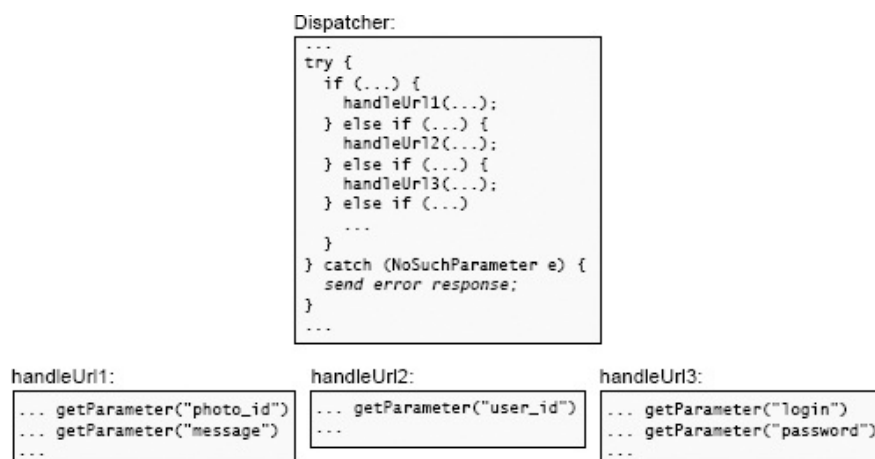 Dispatcher:
...
try {
if (...) {
handleUrl1(...);
} else if (...) {
handleUrl2(...);
} else if (...) {
handleUrl3(...);
} else if (...)
...
}
} catch (NoSuchParameter e) {
send error response;
}
...
handleUrl1:
... getParameter("photo_id")
... getParameter("message")
...
handleUrl2:
... getParameter("user_id")
...
handleUrl3:
... getParameter("login")
... getParameter("password")
...